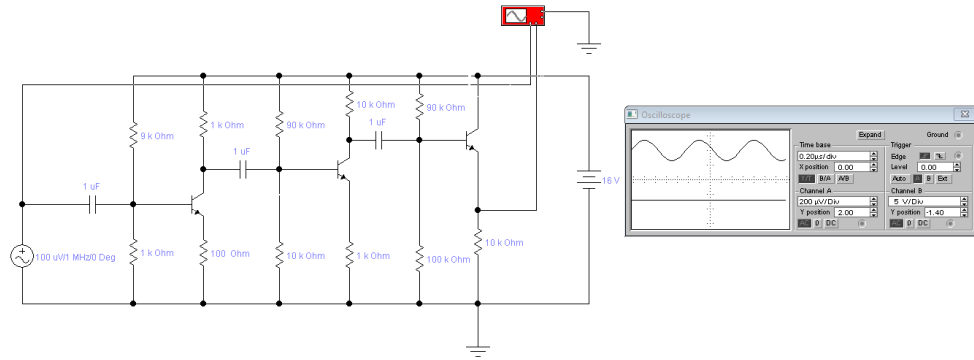 10 k Ohm
90 k Ohm
1 k Ohm
90 k Ohm
9 k Ohm
1 uF
1 uF
1 uF
16 V
100 uV/1 MHz/0 Deg
1 k Ohm
100 Ohm
10 k Ohm
1 k Ohm
100 k Ohm
10 k Ohm
Oscilloscope
Expand
Ground
Time base
0.20µs/div
X position 0.00
Y/T B/A A/B
Trigger
Edge
Level 0.00
Auto A B Ext
Channel A
200 µV/Div
Y position 2.00
AC 0 DC
Channel B
5 V/Div
Y position -1.40
AC 0 DC